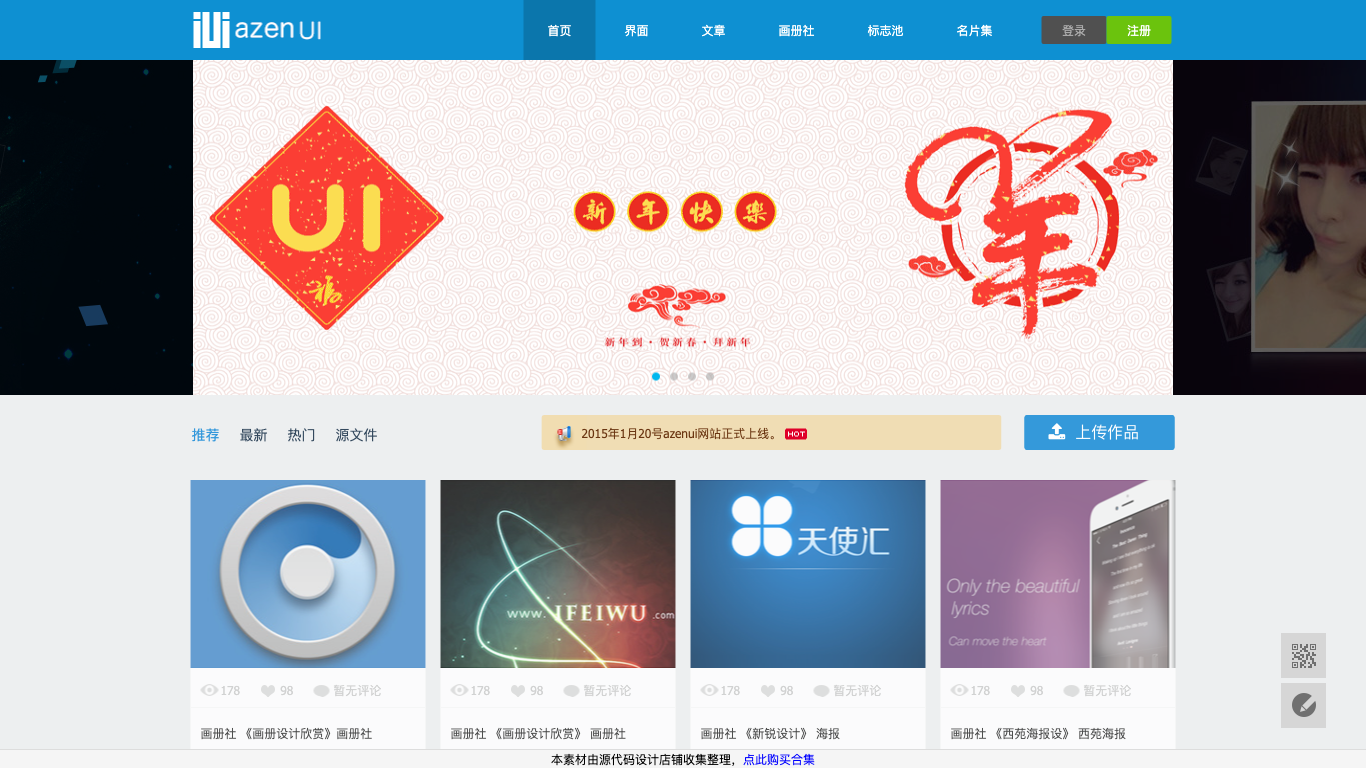 azen UI
首页 界面 文章 画册社 标志池 名片集 登录 注册
UI
福
新年快樂
新年到·贺新春·拜新年
羊
推荐 最新 热门 源文件
2015年1月20号azenui网站正式上线。 HOT
上传作品
www. IFEIWU .com
天使汇
Only the beautiful
lyrics
Can move the heart
178 98 暂无评论
178 98 暂无评论
178 98 暂无评论
178 98 暂无评论
画册社 《画册设计欣赏》画册社
画册社 《画册设计欣赏》 画册社
画册社 《新锐设计》 海报
画册社 《西苑海报设》 西苑海报
本素材由源代码设计店铺收集整理，点此购买合集